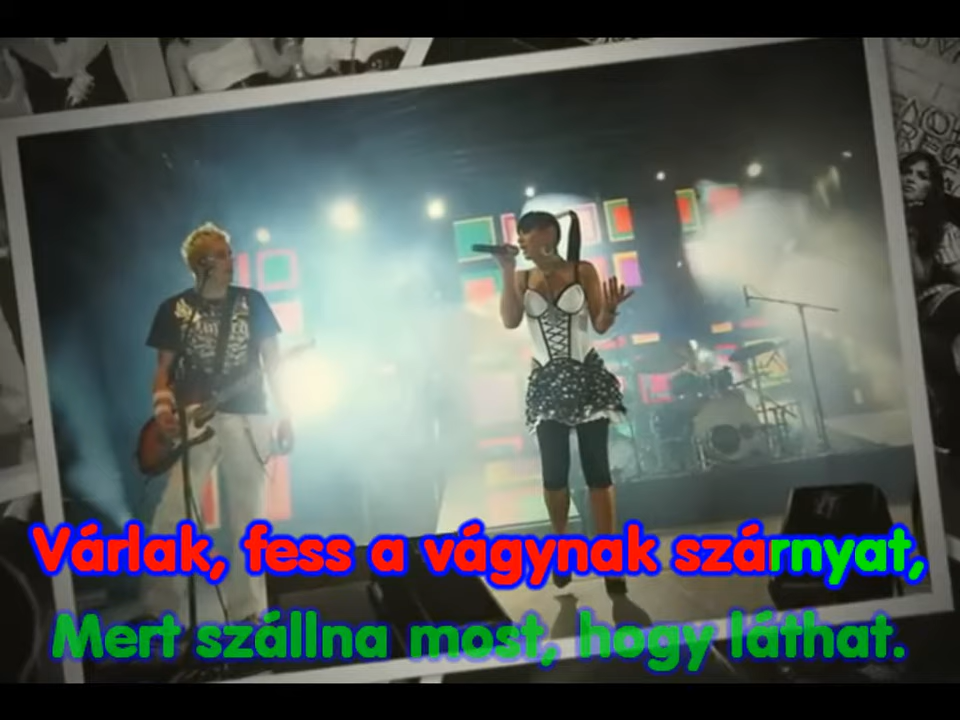 Várlak, fess a vágynak szárnyat,
Mert szállna most, hogy láthat.